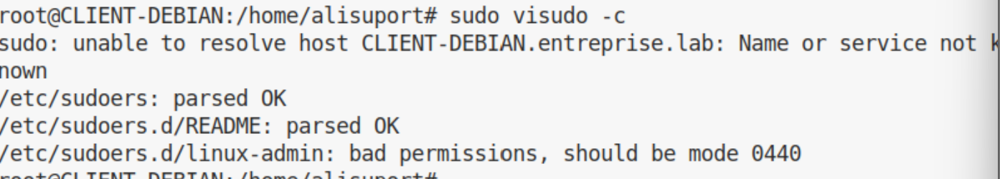 root@CLIENT-DEBIAN:/home/alisuport# sudo visudo -c
sudo: unable to resolve host CLIENT-DEBIAN.entreprise.lab: Name or service not k
nown
/etc/sudoers: parsed OK
/etc/sudoers.d/README: parsed OK
/etc/sudoers.d/linux-admin: bad permissions, should be mode 0440
root@CLIENT-DEBIAN:/home/alisuport#